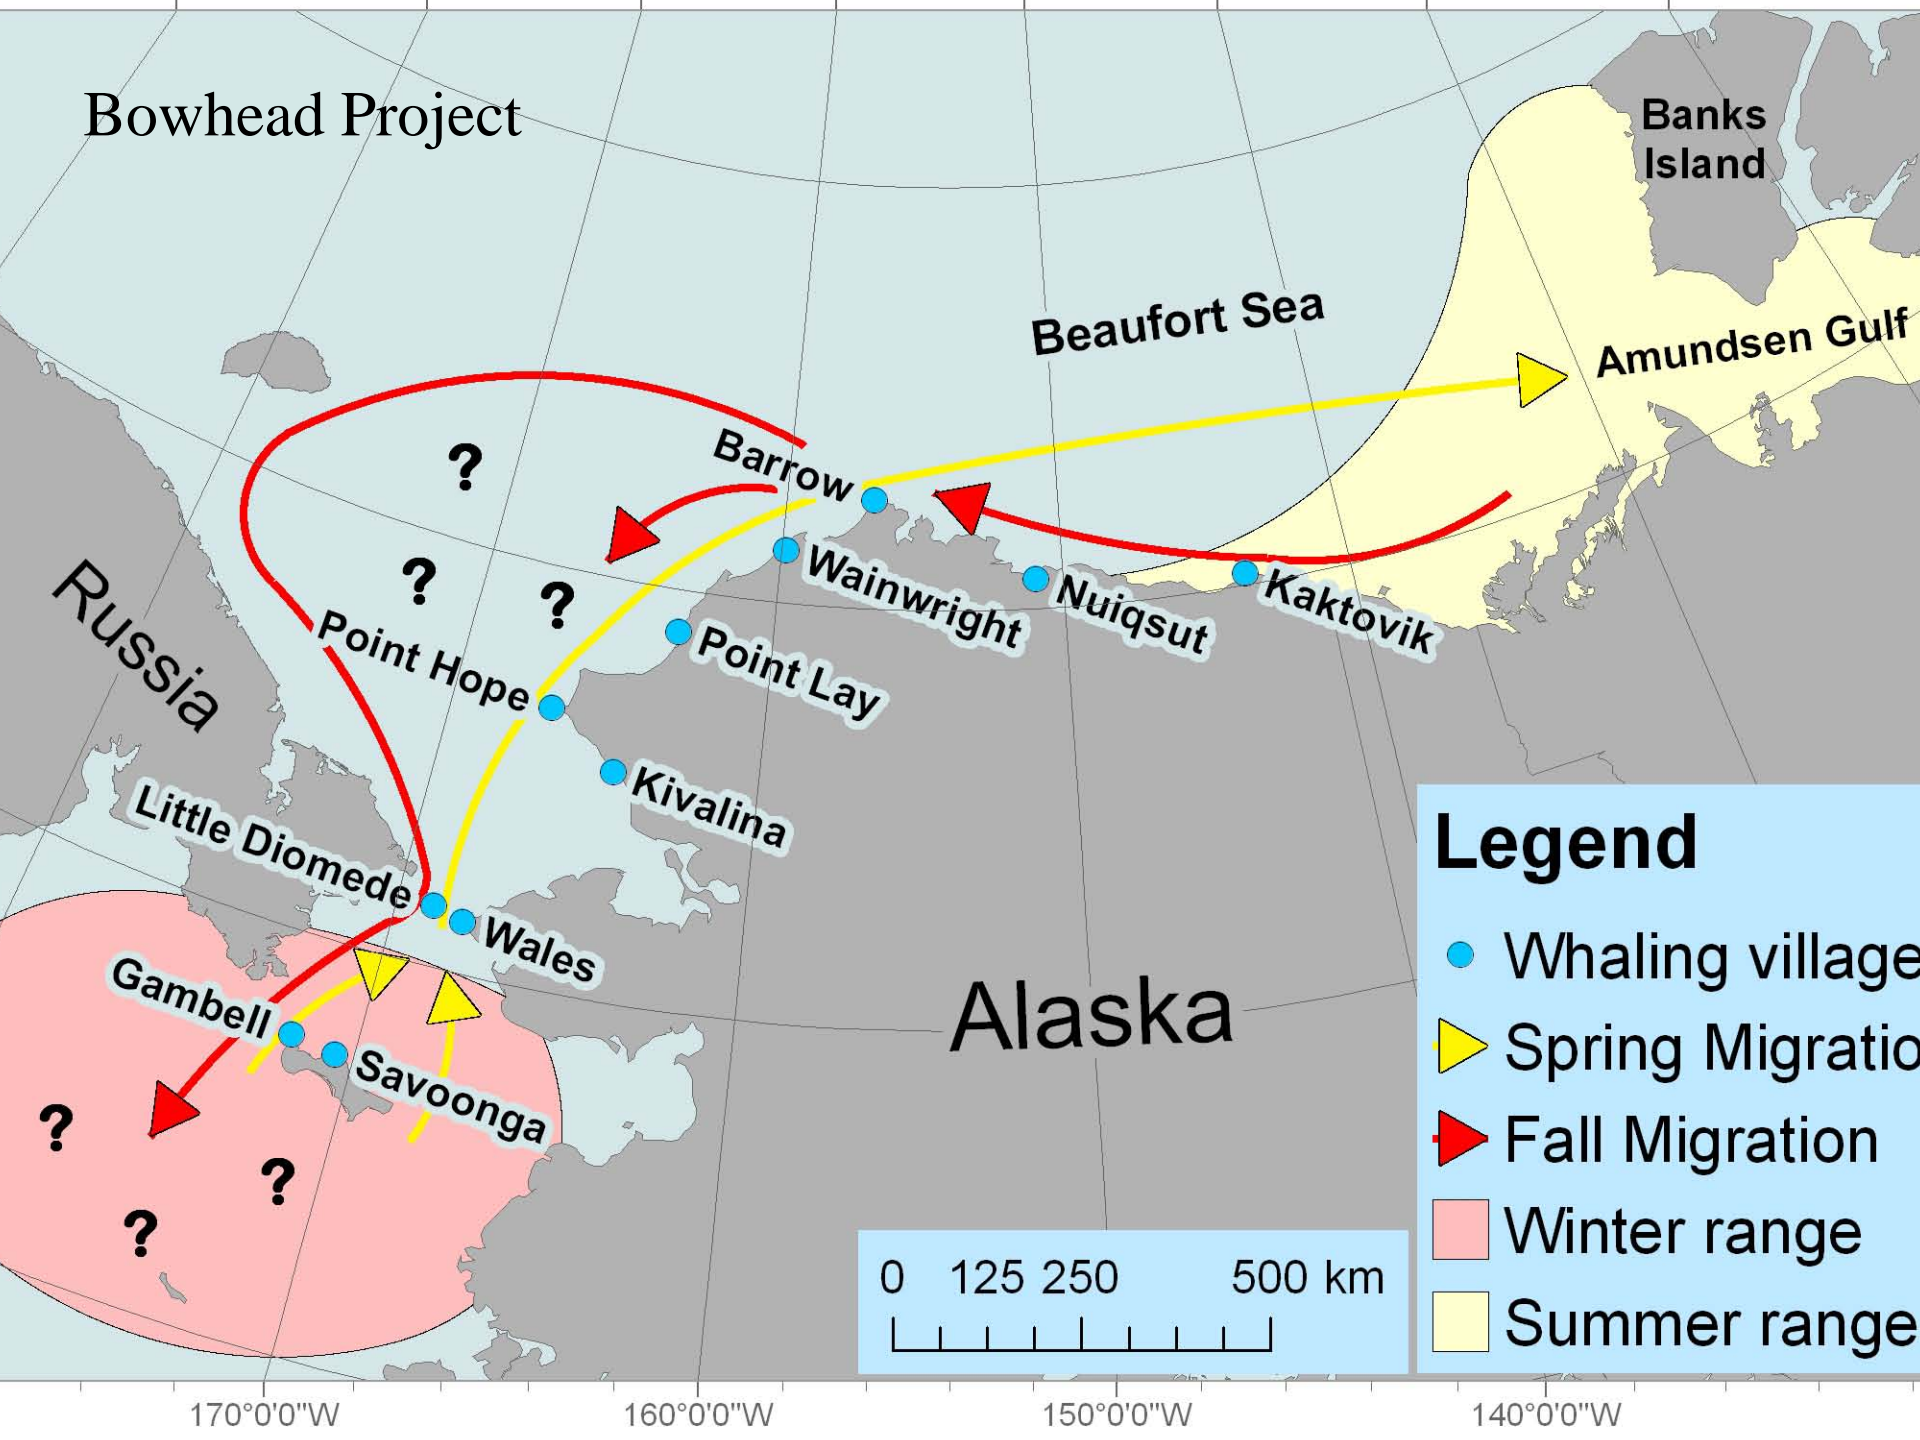 Bowhead Project
Banks
Island
Beaufort Sea
Amundsen Gulf
Barrow
?
Wainwright
Nuiqsut
Kaktovik
?
?
Russia
Point Hope
Point Lay
Kivalina
Little Diomede
Wales
Gambell
Savoonga
Alaska
?
?
?
Legend
Whaling village
Spring Migratio
Fall Migration
Winter range
Summer range
0 125 250 500 km
170°0'0"W 160°0'0"W 150°0'0"W 140°0'0"W